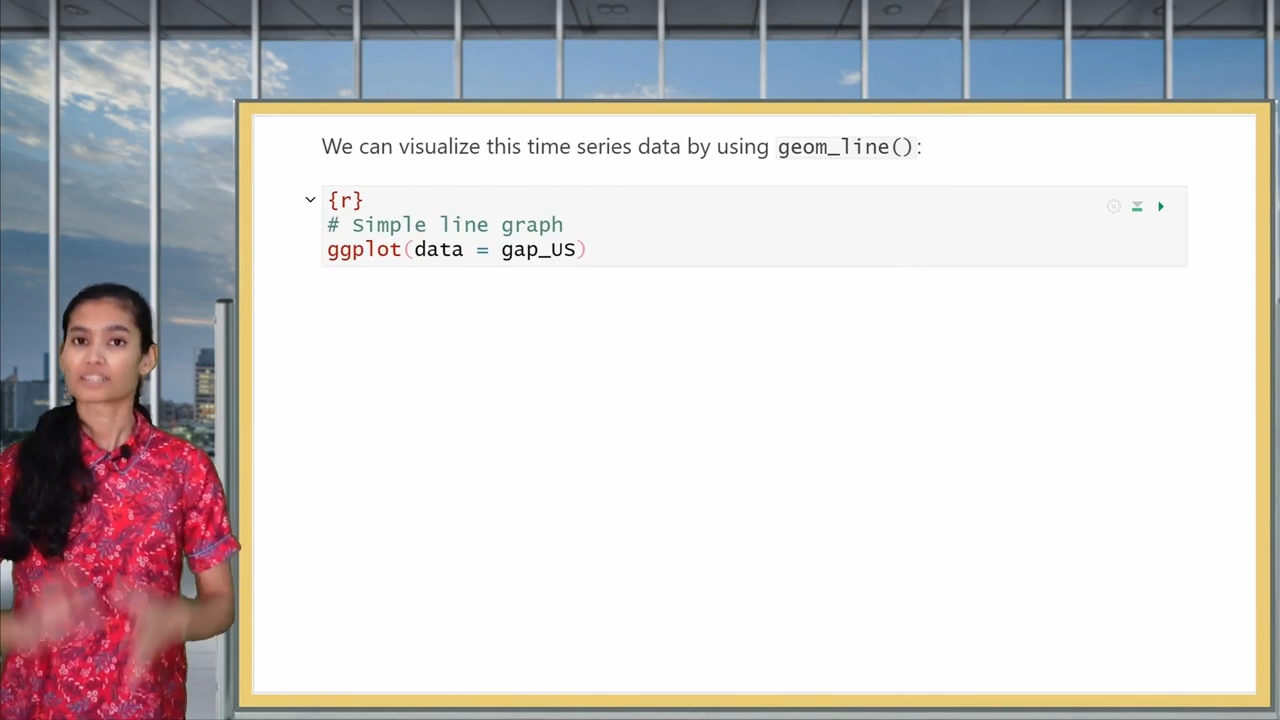 We can visualize this time series data by using geom_line():
{r}
# Simple line graph
ggplot(data = gap_US)